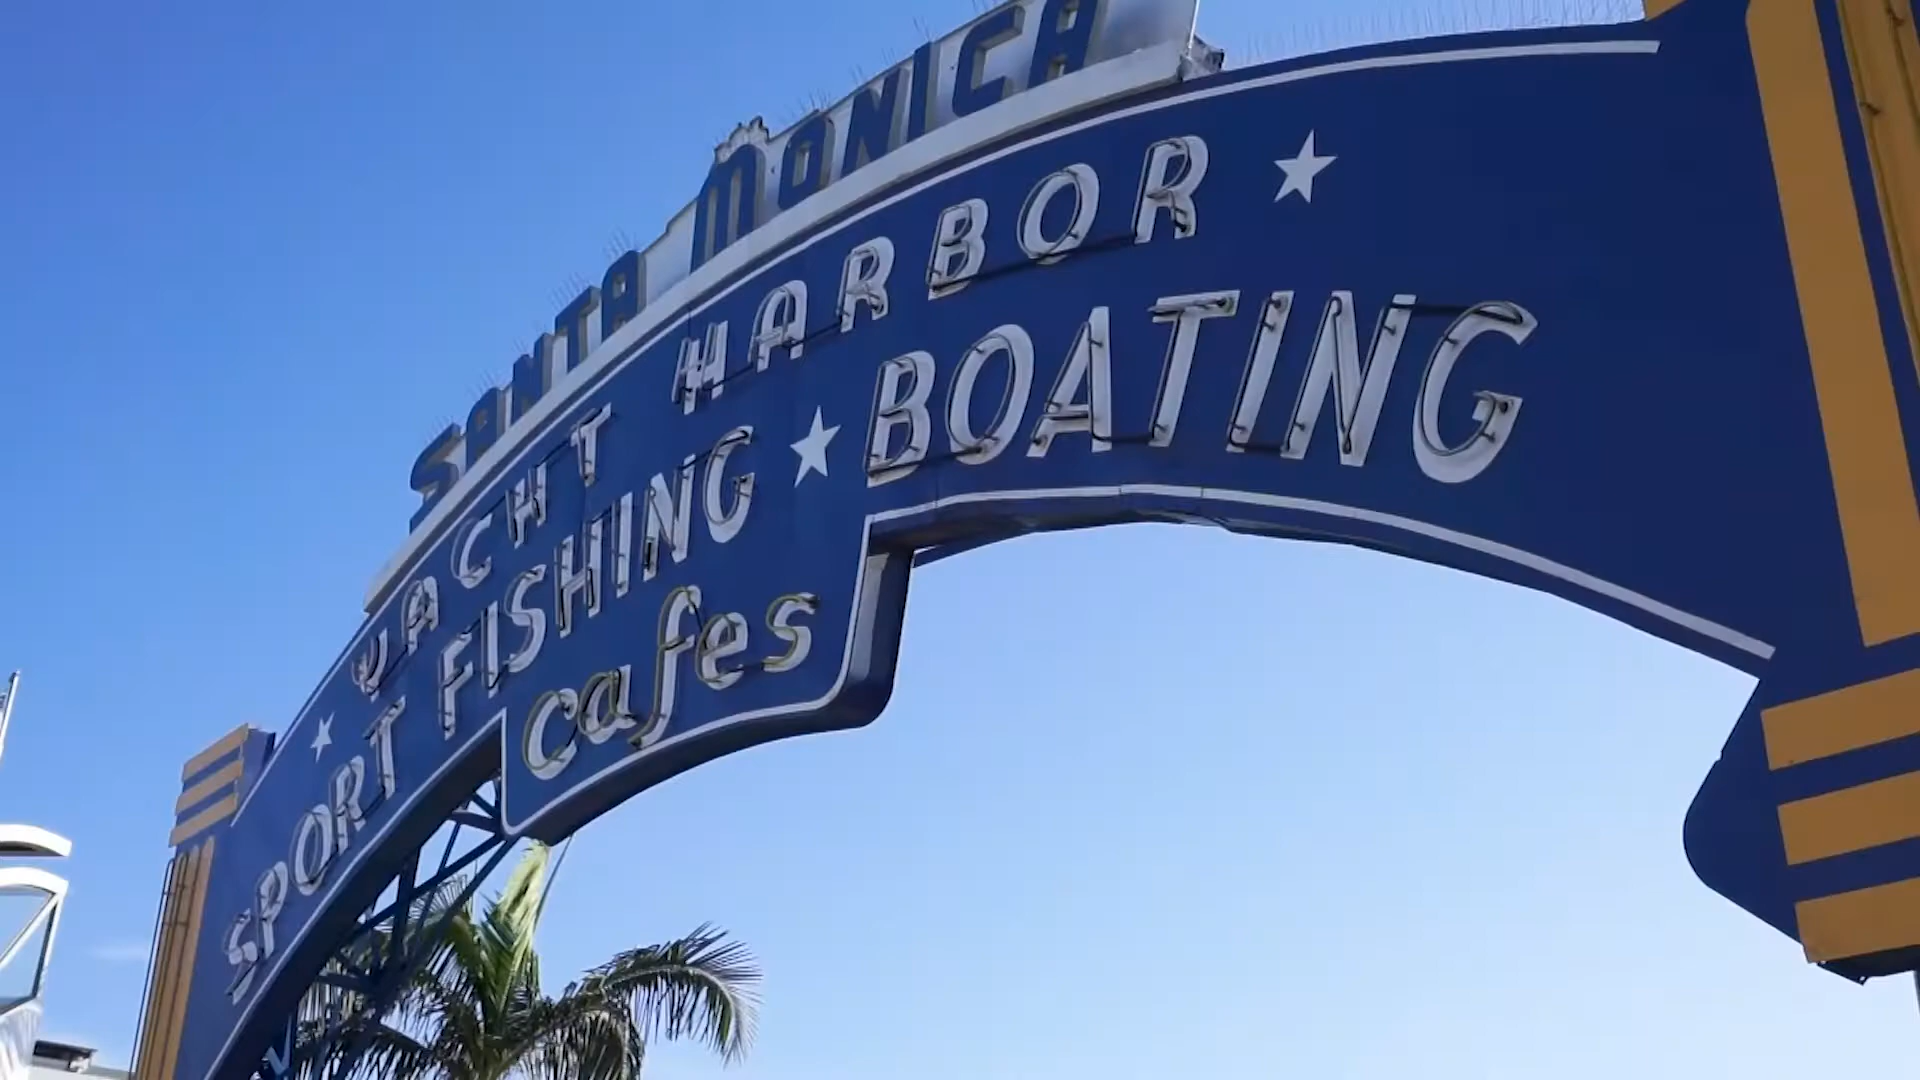 SANTA MONICA
★ YACHT HARBOR ★
SPORT FISHING ★ BOATING
cafes